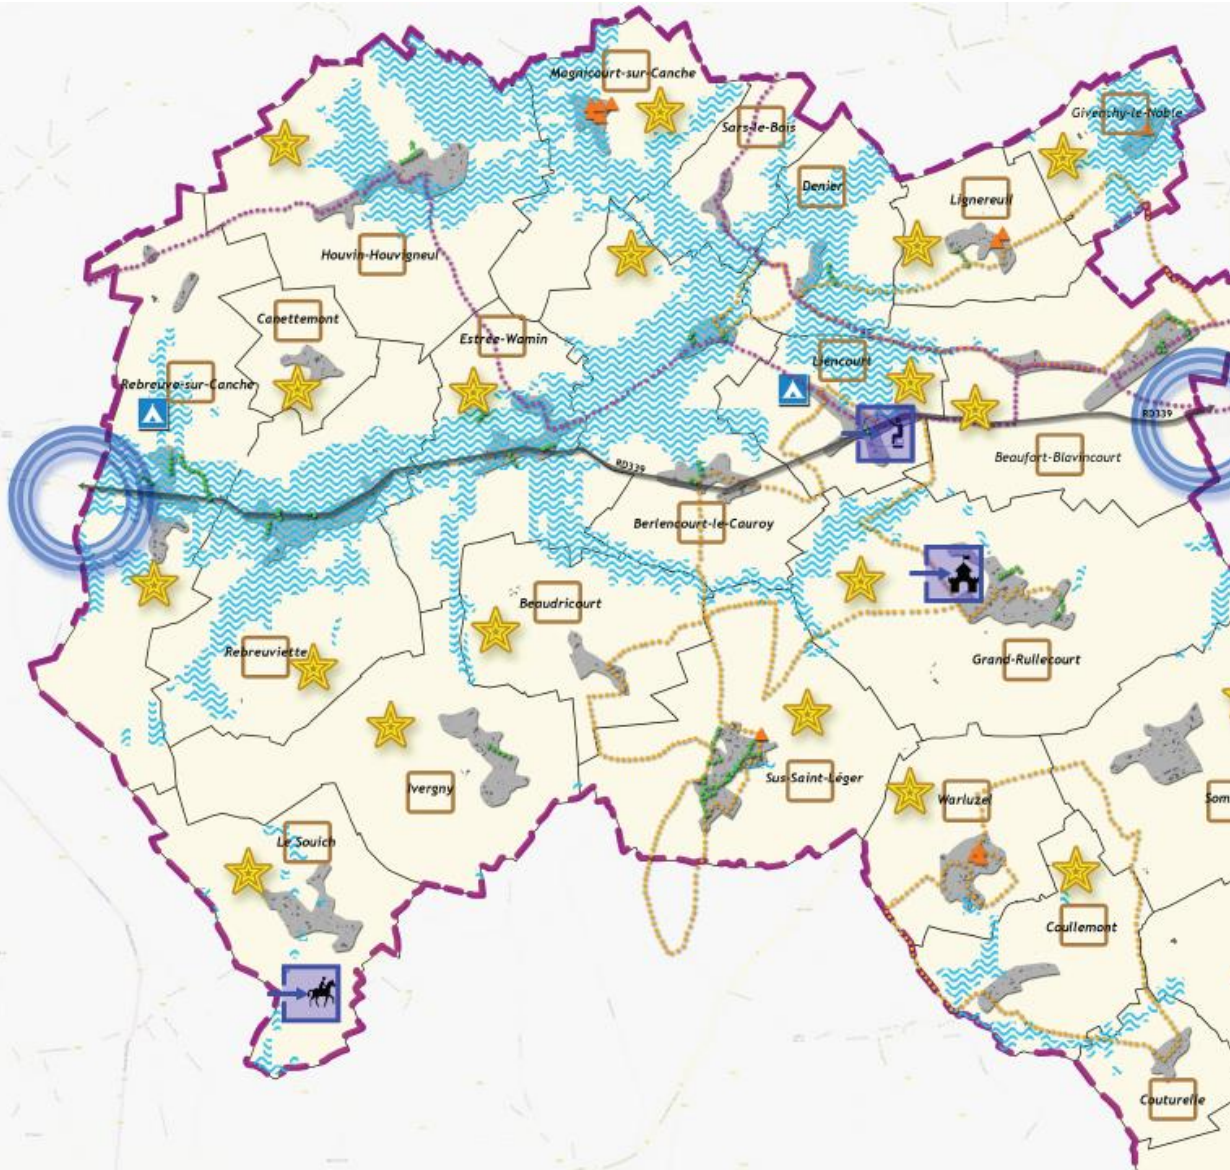 Magnicourt-sur-Canche
Givenchy-le-Noble
Sars-le-Bois
Denier
Lignereuil
Houvin-Houvigneul
Canettemont
Estrée-Wamin
Liencourt
Rebreuve-sur-Canche
RD339
Beaufort-Blavincourt
RD339
Berlencourt-le-Cauroy
Beaudricourt
Rebreuviette
Grand-Rullecourt
Sus-Saint-Léger
Ivergny
Warluzel
Som
Le Souich
Coullemont
Couturelle